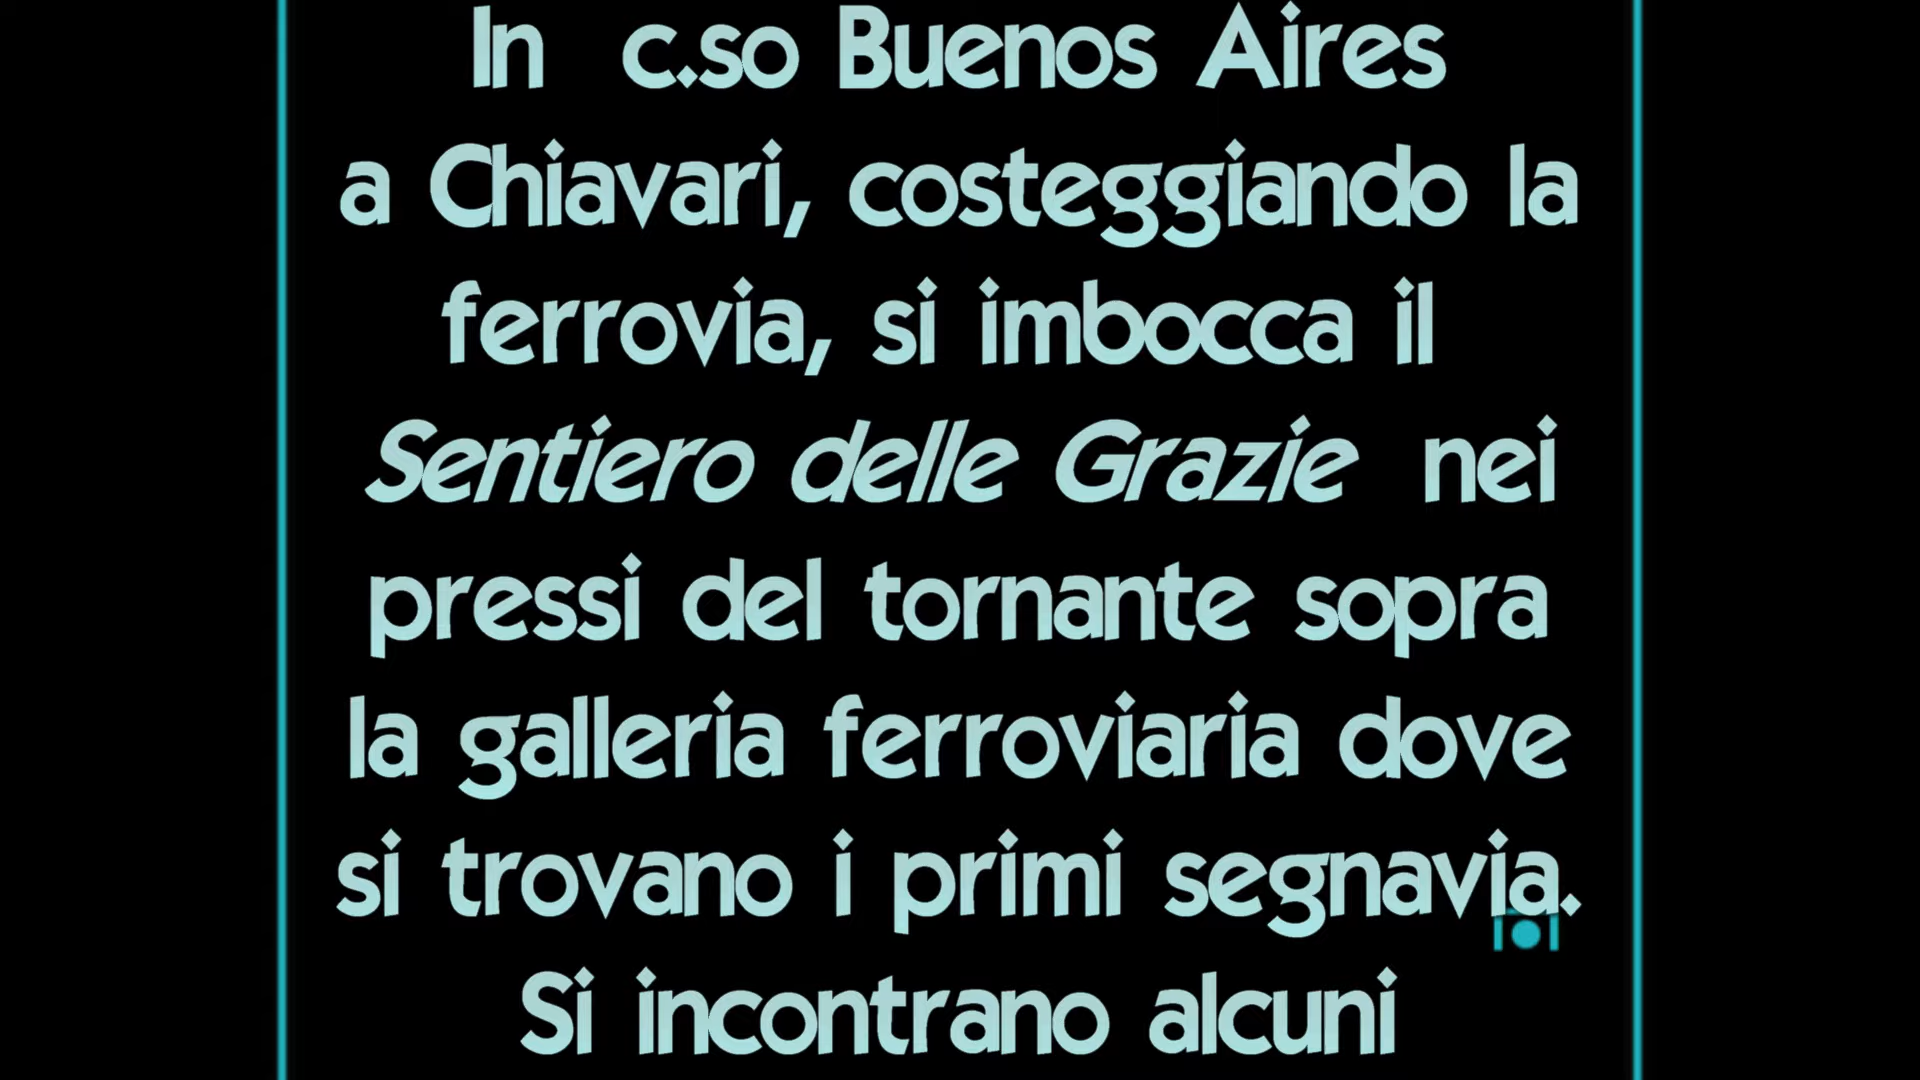 In c.so Buenos Aires
a Chiavari, costeggiando la
ferrovia, si imbocca il
Sentiero delle Grazie nei
pressi del tornante sopra
la galleria ferroviaria dove
si trovano i primi segnavia.
Si incontrano alcuni